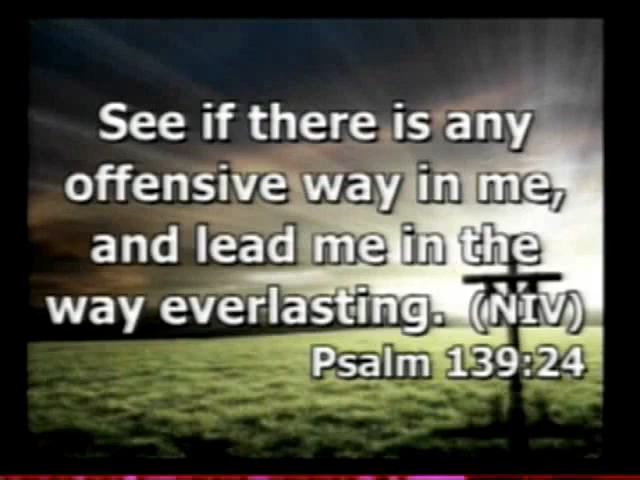 See if there is any
offensive way in me,
and lead me in the
way everlasting. (NIV)
Psalm 139:24